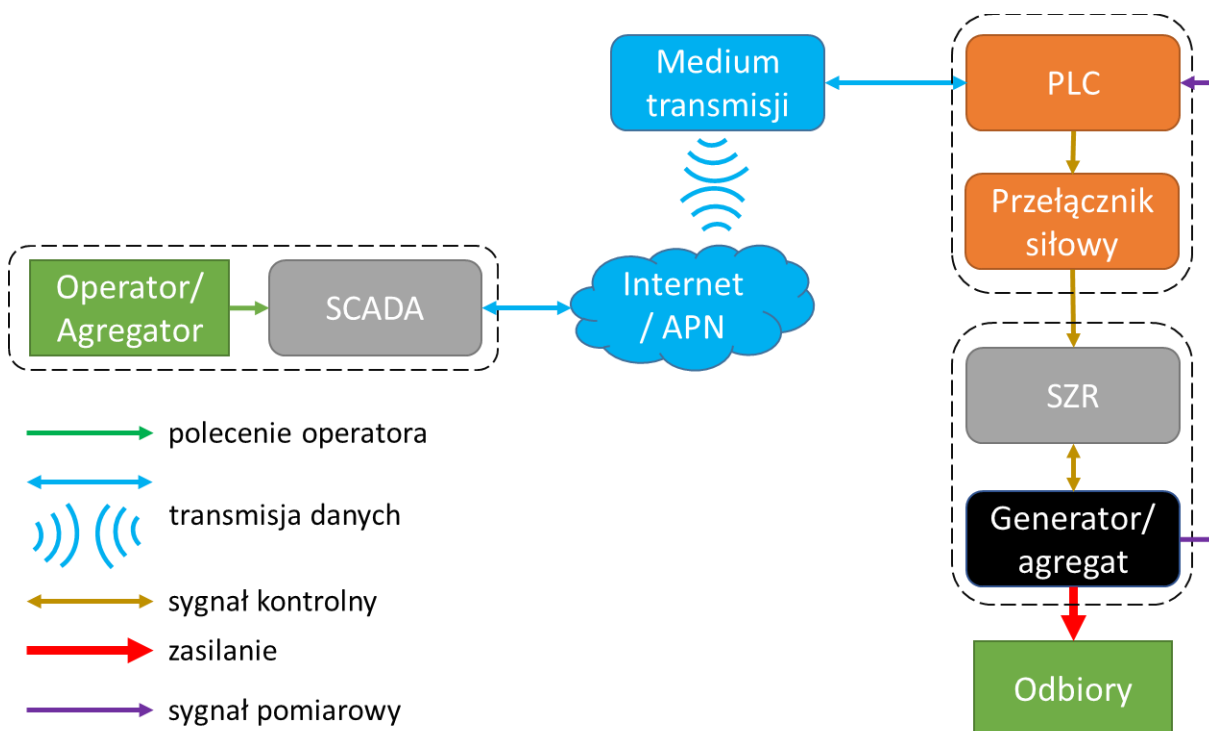 Medium
transmisji
PLC
Przełącznik
siłowy
Operator/
Agregator
SCADA
Internet
/ APN
SZR
Generator/
agregat
Odbiory
polecenie operatora
transmisja danych
sygnał kontrolny
zasilanie
sygnał pomiarowy